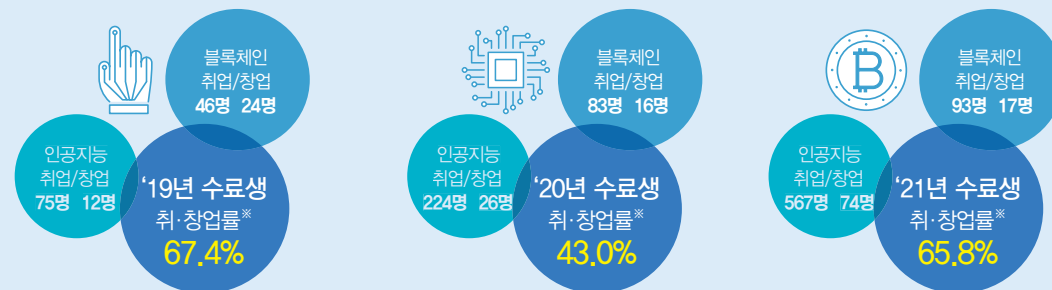 블록체인
취업/창업
46명 24명
인공지능
취업/창업
75명 12명
‘19년 수료생
취·창업률※
67.4%
블록체인
취업/창업
83명 16명
인공지능
취업/창업
224명 26명
‘20년 수료생
취·창업률※
43.0%
블록체인
취업/창업
93명 17명
인공지능
취업/창업
567명 74명
‘21년 수료생
취·창업률※
65.8%